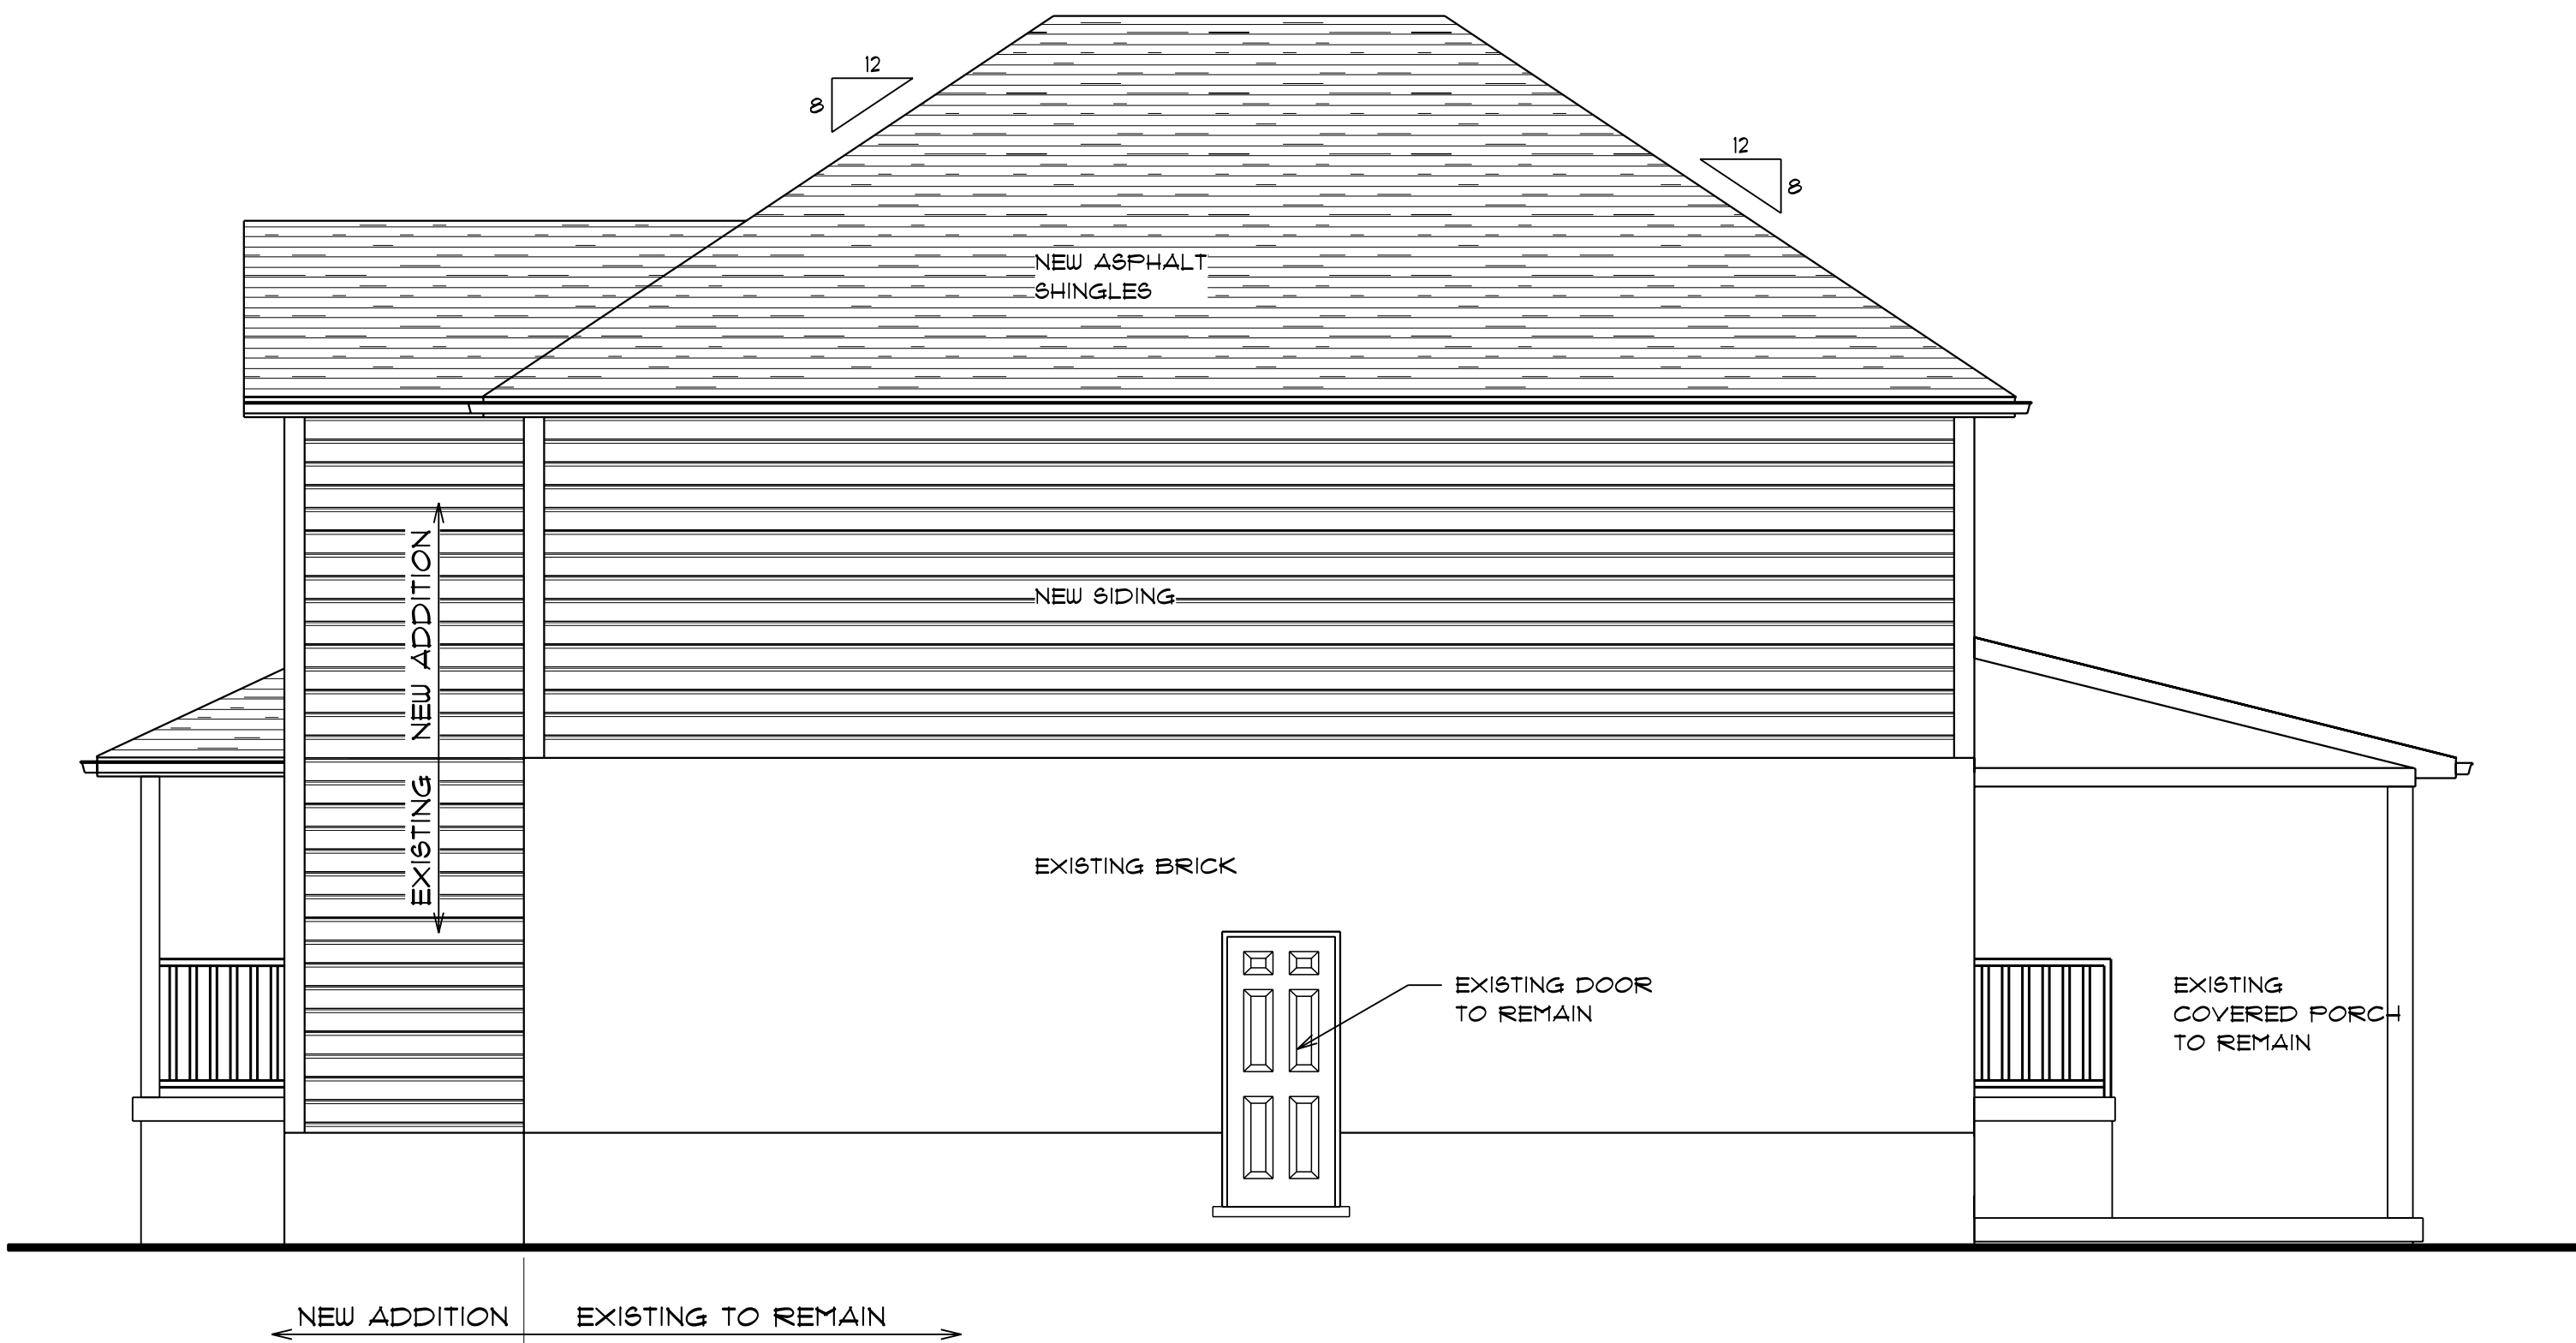 12
8
12
8
NEW ASPHALT
SHINGLES
NEW SIDING
NEW ADDITION
EXISTING
EXISTING BRICK
EXISTING DOOR
TO REMAIN
EXISTING
COVERED PORCH
TO REMAIN
NEW ADDITION
EXISTING TO REMAIN